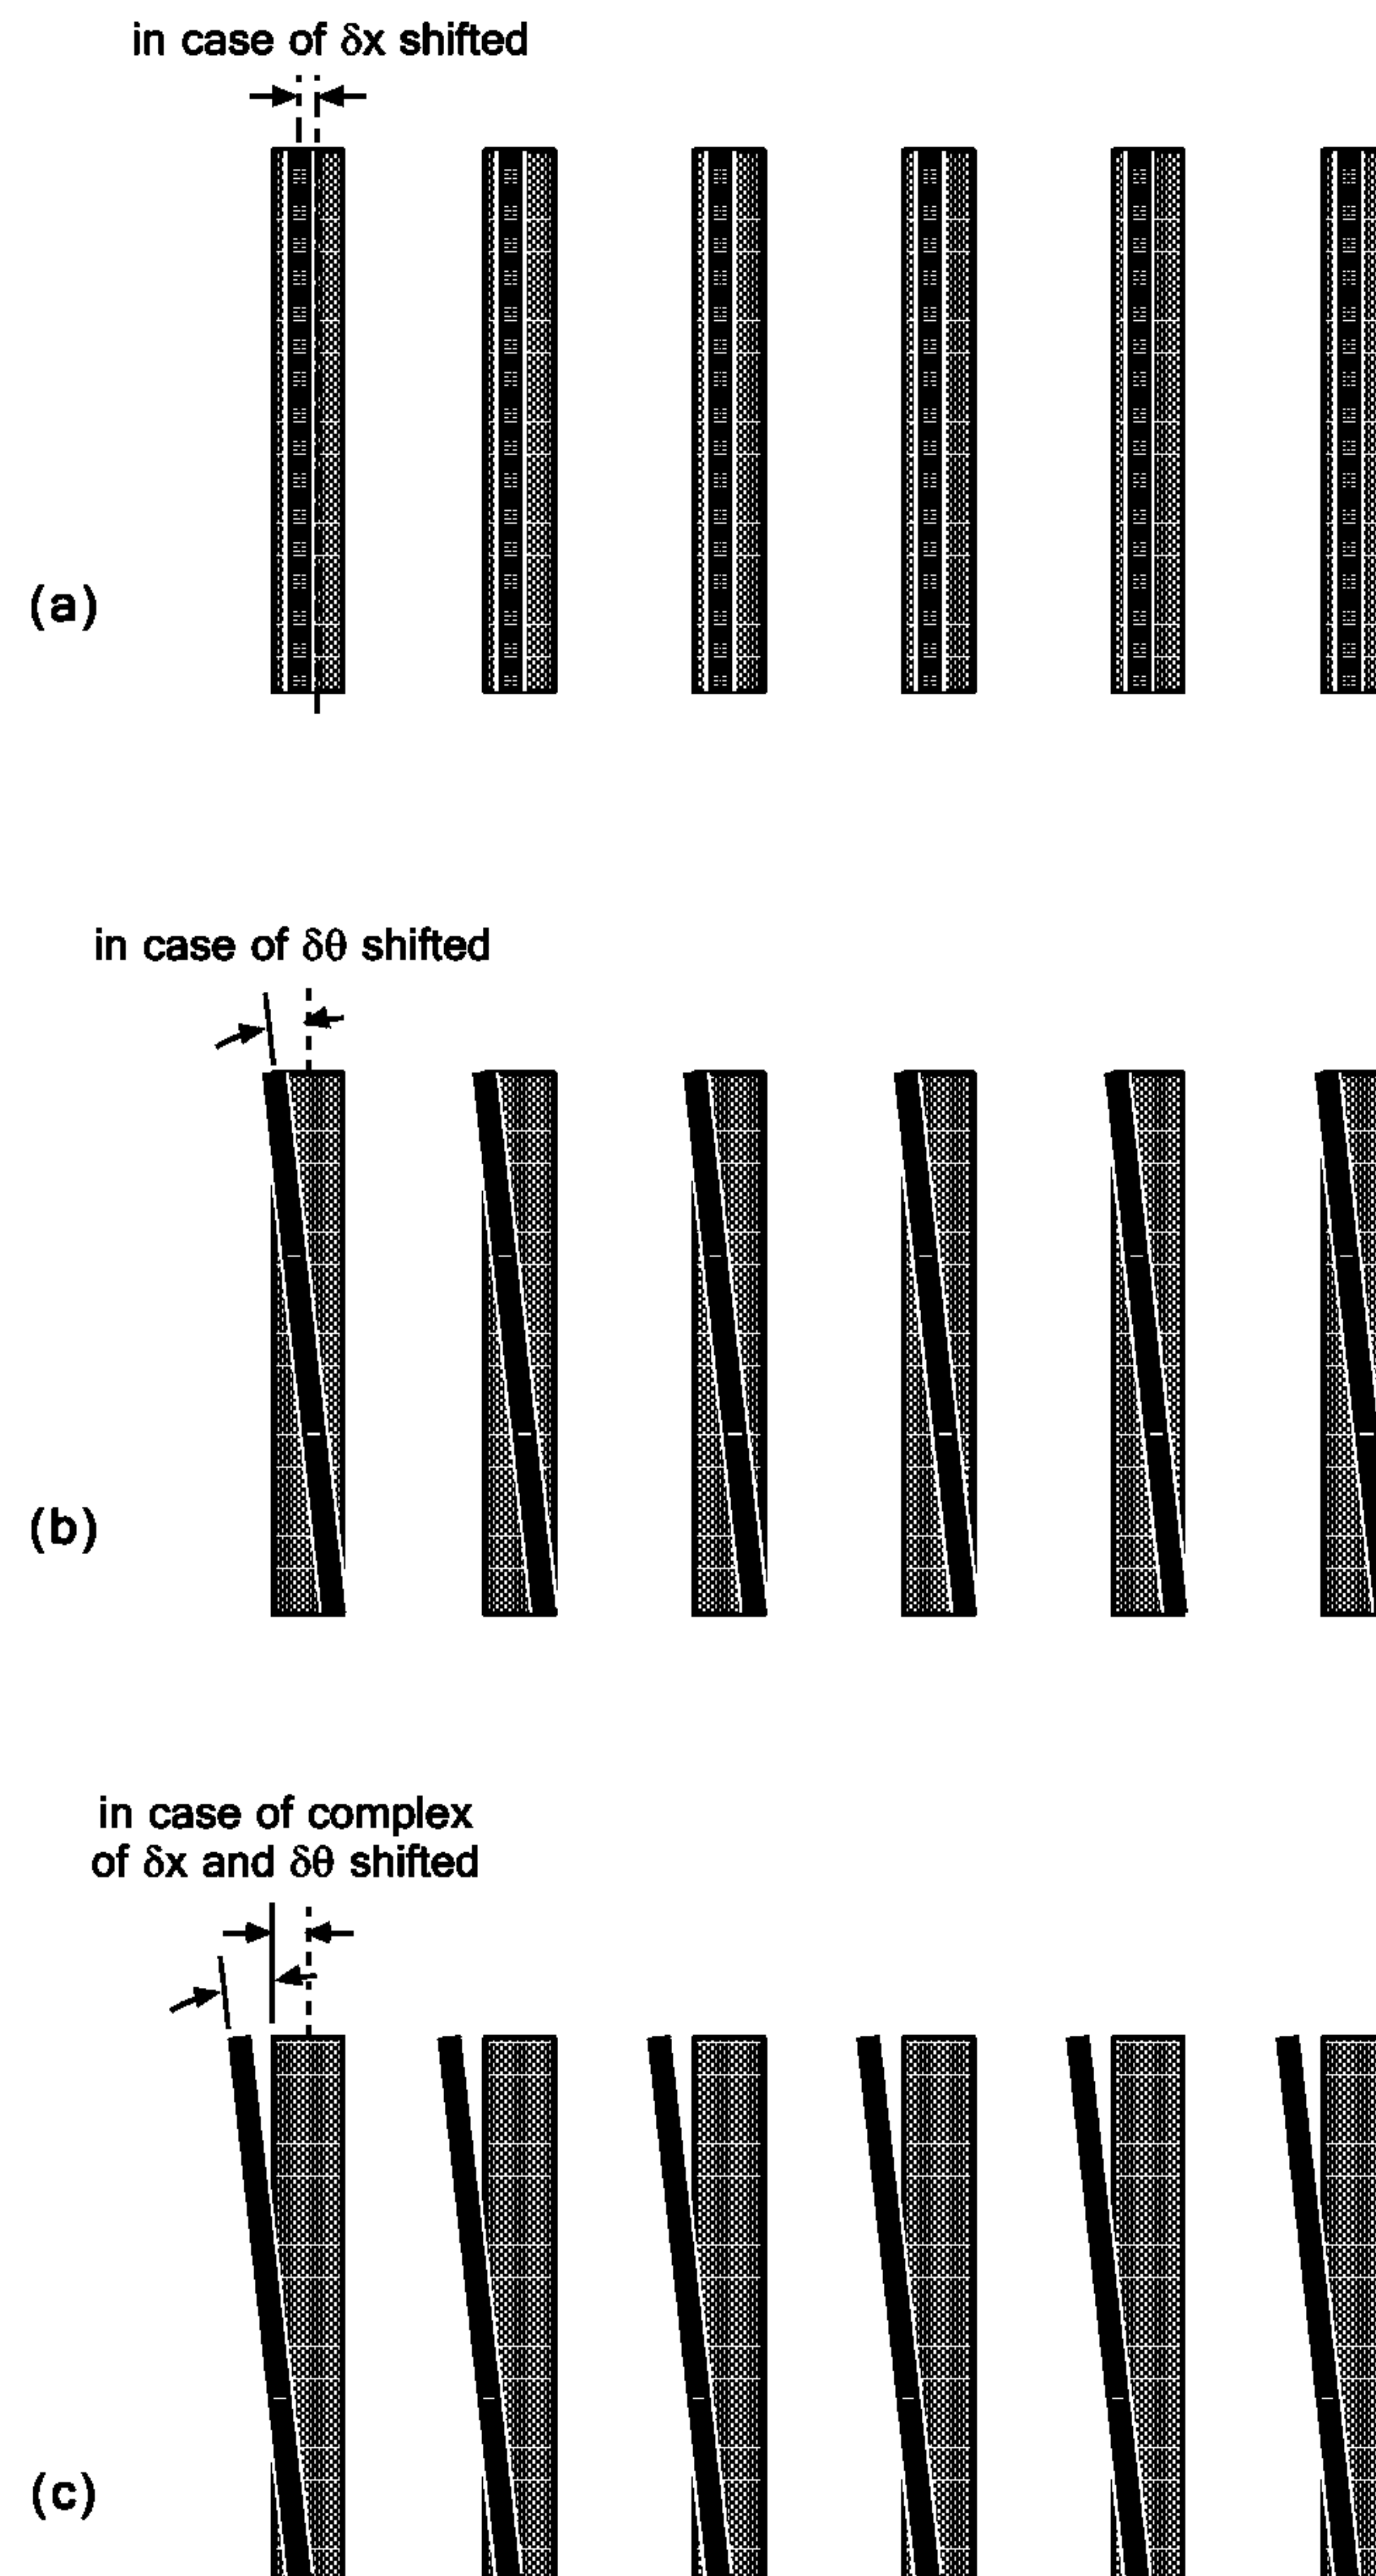 in case of δx shifted
(a)
in case of δθ shifted
(b)
in case of complex
of δx and δθ shifted
(c)